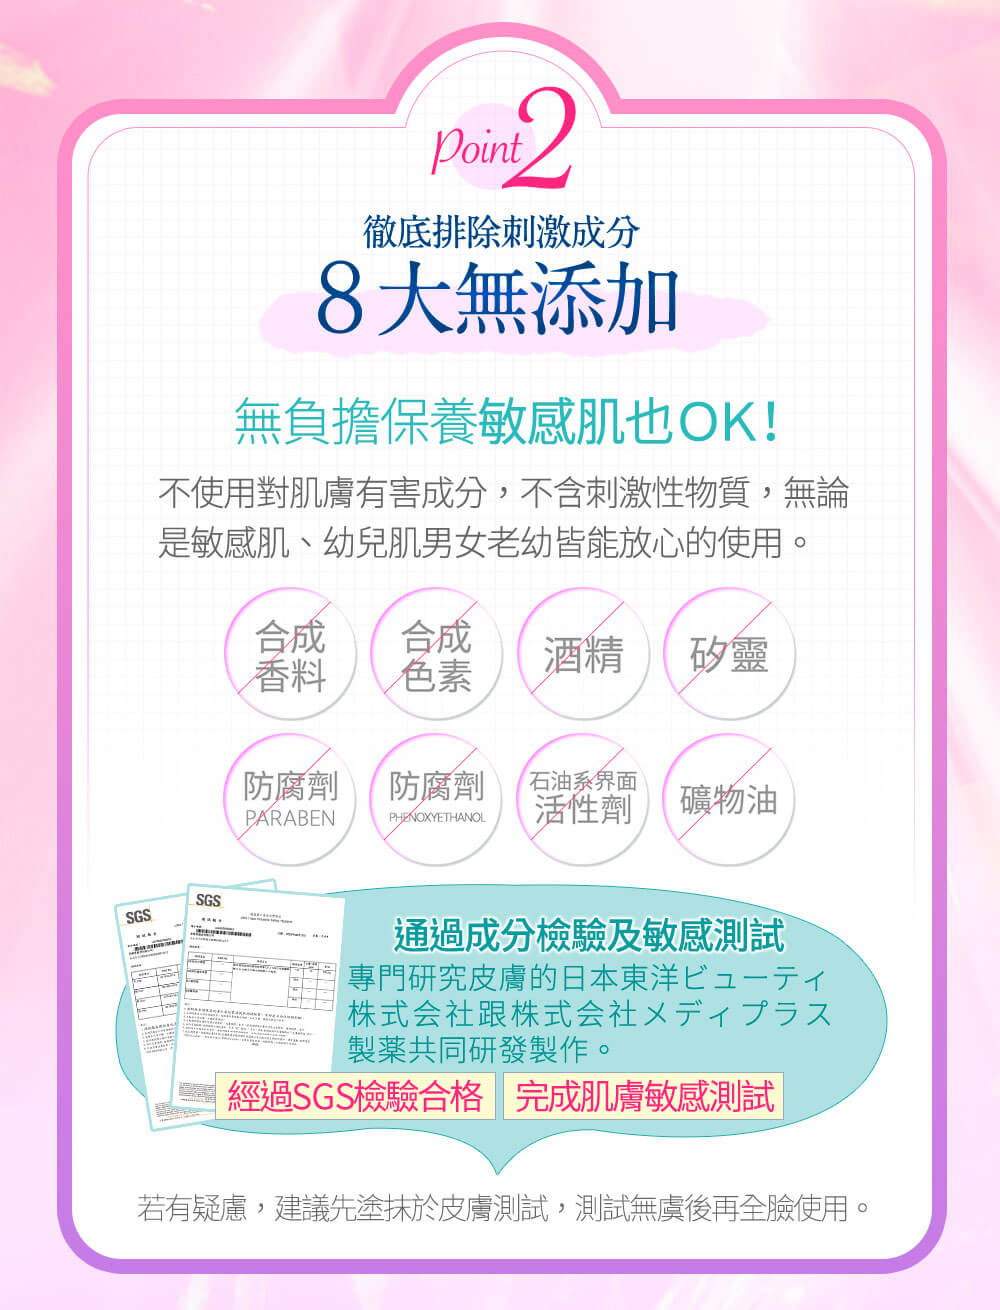 Point 2
徹底排除刺激成分
8大無添加
無負擔保養敏感肌也OK!
不使用對肌膚有害成分，不含刺激性物質，無論
是敏感肌、幼兒肌男女老幼皆能放心的使用。
合成
香料
合成
色素
酒精
矽靈
防腐劑
PARABEN
防腐劑
PHENOXYETHANOL
石油系界面
活性劑
礦物油
SGS
SGS
通過成分檢驗及敏感測試
專門研究皮膚的日本東洋ビューティ
株式会社跟株式会社メディプラス
製薬共同研發製作。
經過SGS檢驗合格
完成肌膚敏感測試
若有疑慮，建議先塗抹於皮膚測試，測試無虞後再全臉使用。